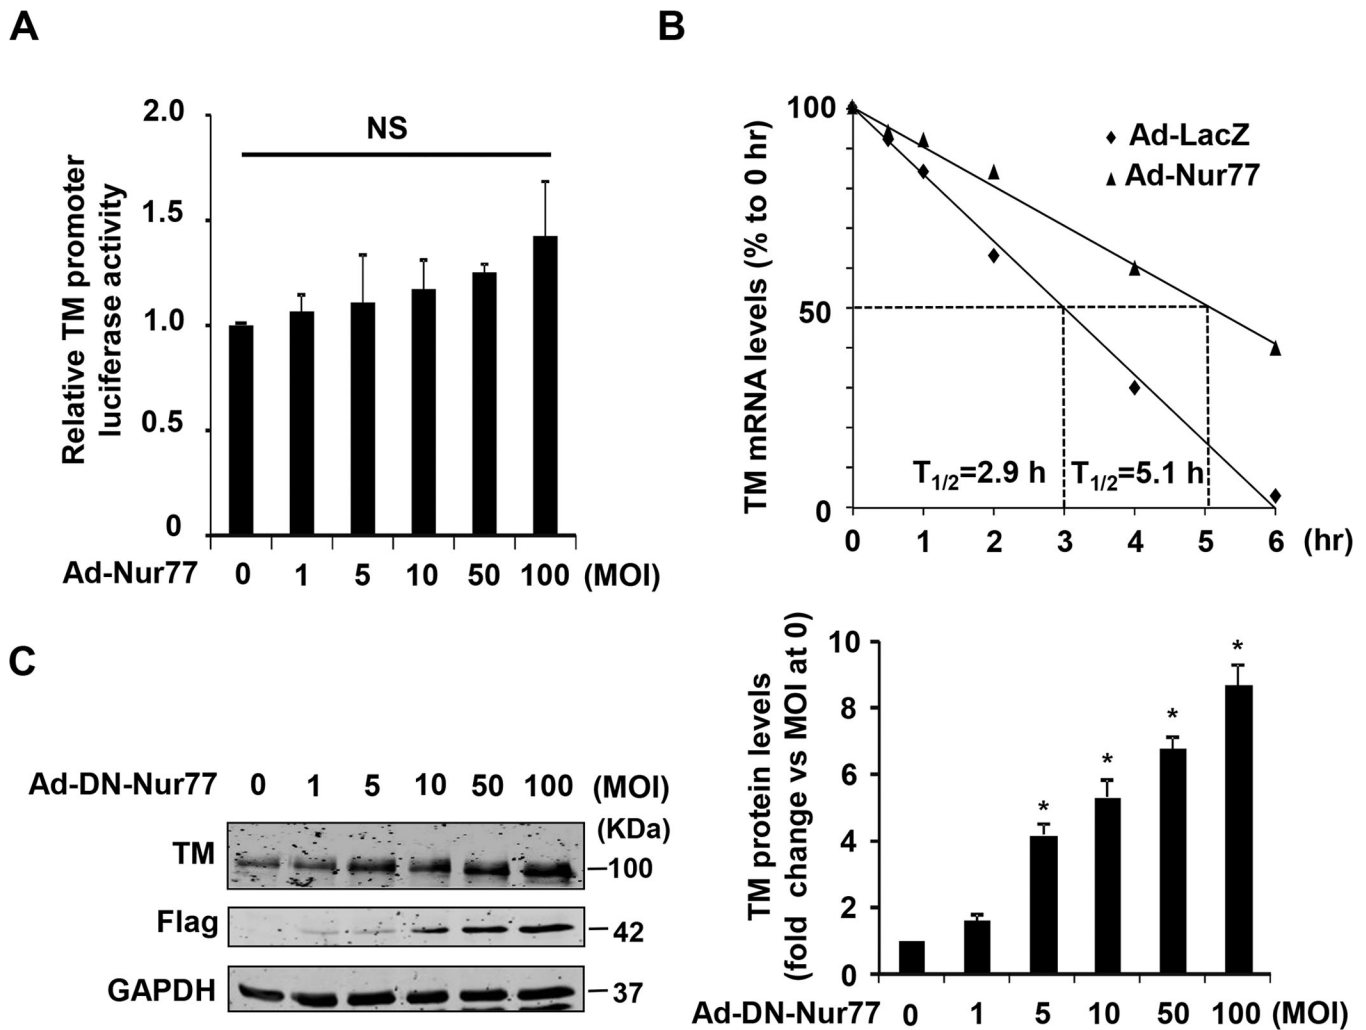 A
2.0
1.5
1.0
0.5
0
Relative TM promoter
luciferase activity
NS
Ad-Nur77 0 1 5 10 50 100 (MOI)
B
100
50
0
TM mRNA levels (% to 0 hr)
Ad-LacZ
Ad-Nur77
T1/2=2.9 h T1/2=5.1 h
0 1 2 3 4 5 6 (hr)
C
Ad-DN-Nur77 0 1 5 10 50 100 (MOI)
(KDa)
TM 100
Flag 42
GAPDH 37
10
8
6
4
2
0
TM protein levels
(fold change vs MOI at 0)
* * * *
Ad-DN-Nur77 0 1 5 10 50 100 (MOI)